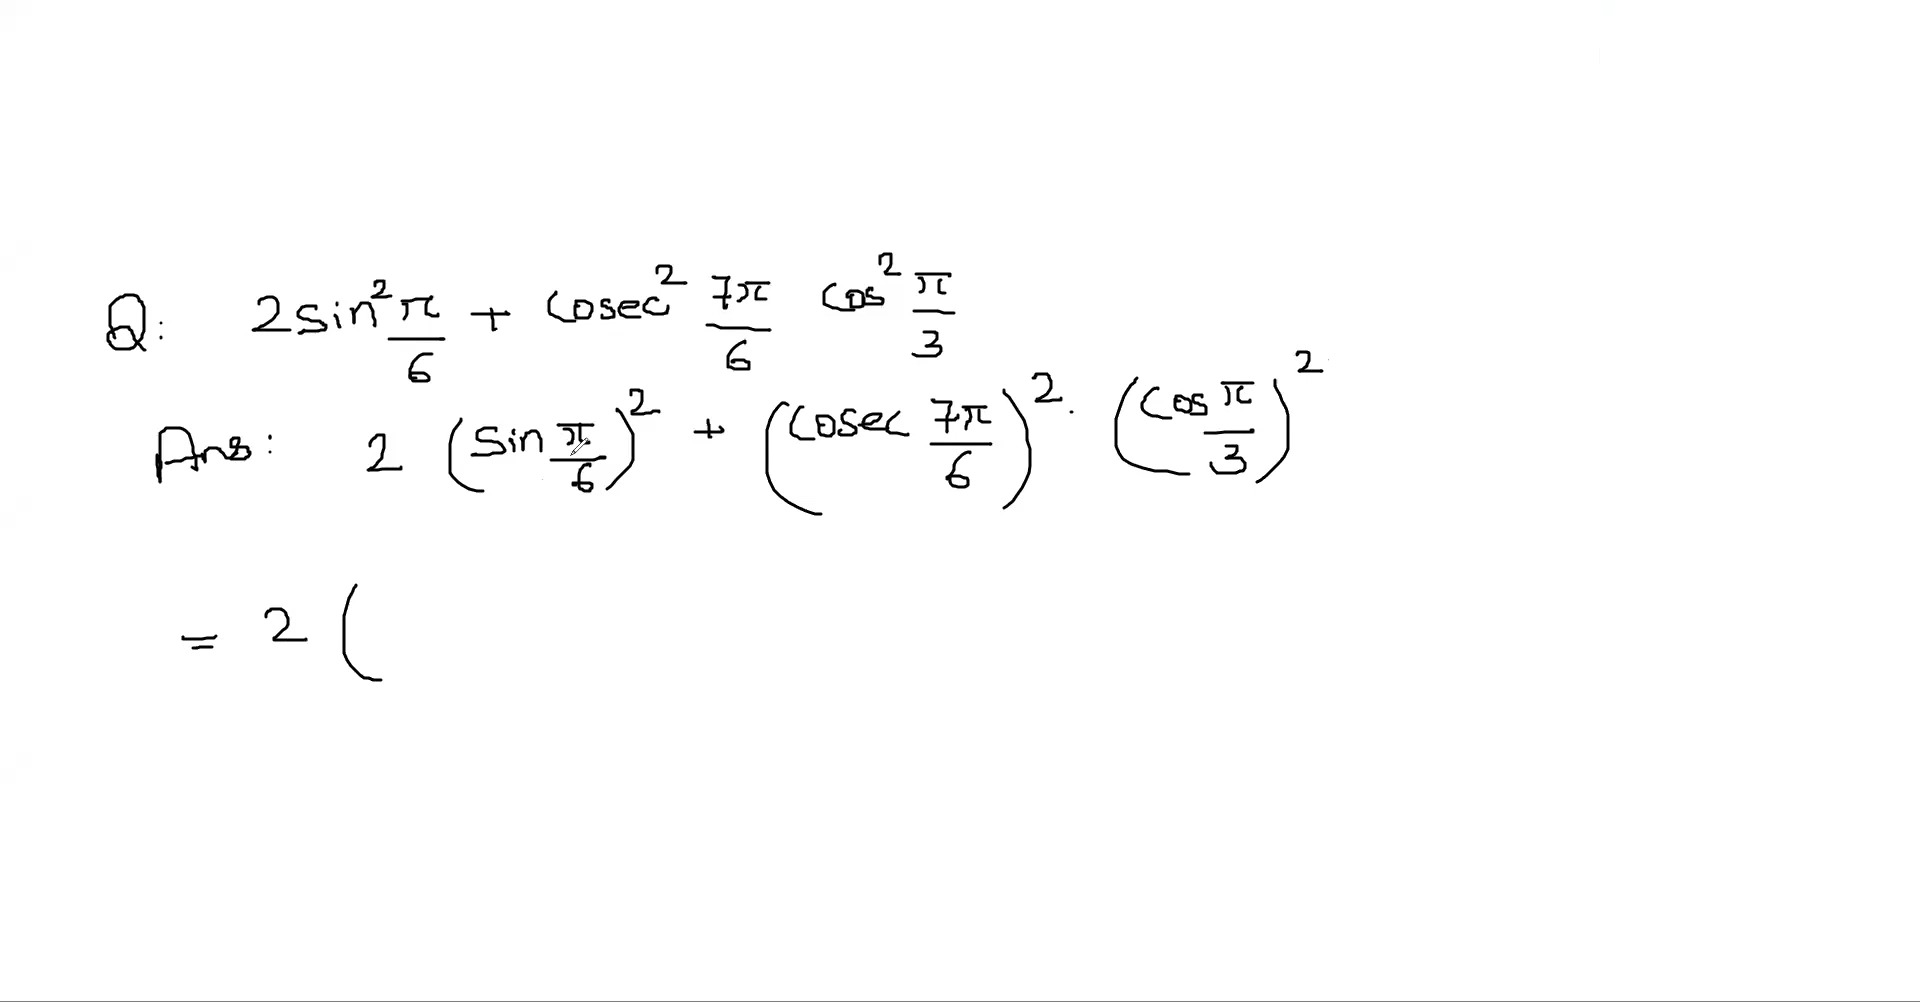 Q: 2sin² π/6 + cosec² 7π/6 cos² π/3
Ans: 2 (sin π/6)² + (cosec 7π/6)² . (cos π/3)²
= 2 (